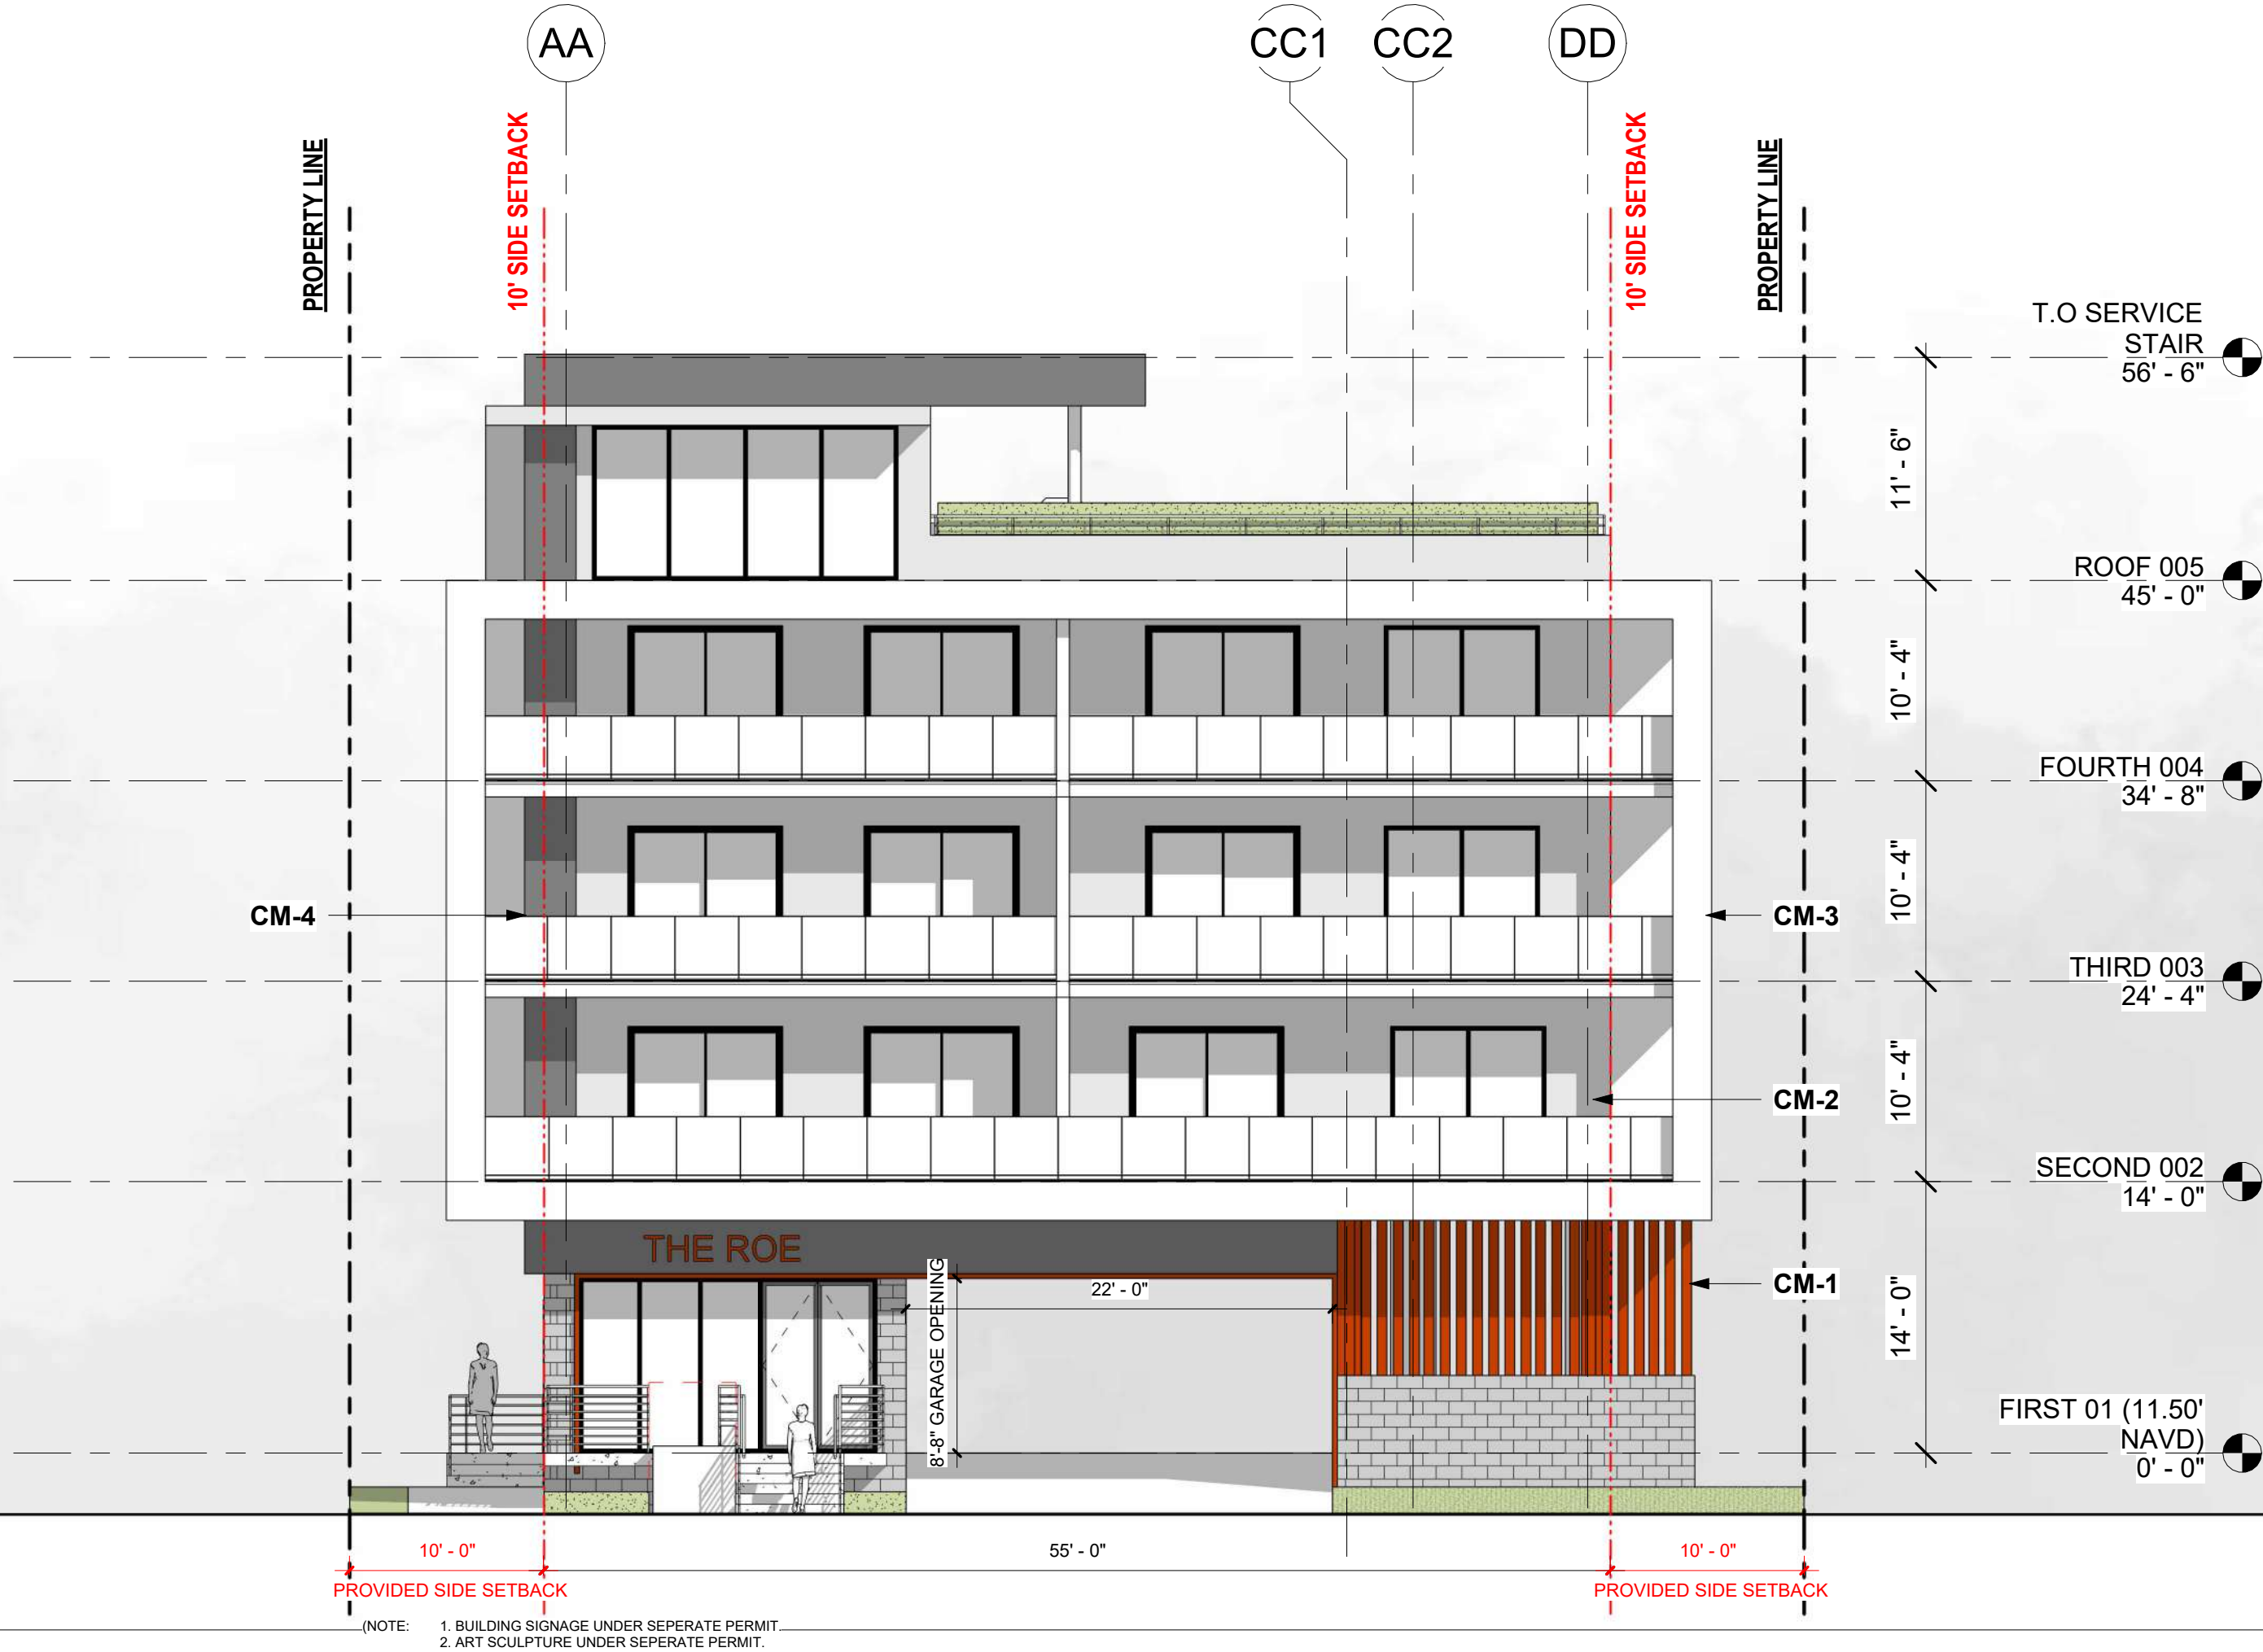 AA
CC1
CC2
DD
PROPERTY LINE
10' SIDE SETBACK
10' SIDE SETBACK
PROPERTY LINE
T.O SERVICE
STAIR
56' - 6"
11' - 6"
ROOF 005
45' - 0"
10' - 4"
FOURTH 004
34' - 8"
10' - 4"
CM-4
CM-3
THIRD 003
24' - 4"
10' - 4"
CM-2
SECOND 002
14' - 0"
THE ROE
8'-8" GARAGE OPENING
22' - 0"
CM-1
14' - 0"
FIRST 01 (11.50'
NAVD)
0' - 0"
10' - 0"
55' - 0"
10' - 0"
PROVIDED SIDE SETBACK
PROVIDED SIDE SETBACK
(NOTE: 1. BUILDING SIGNAGE UNDER SEPERATE PERMIT.
2. ART SCULPTURE UNDER SEPERATE PERMIT.